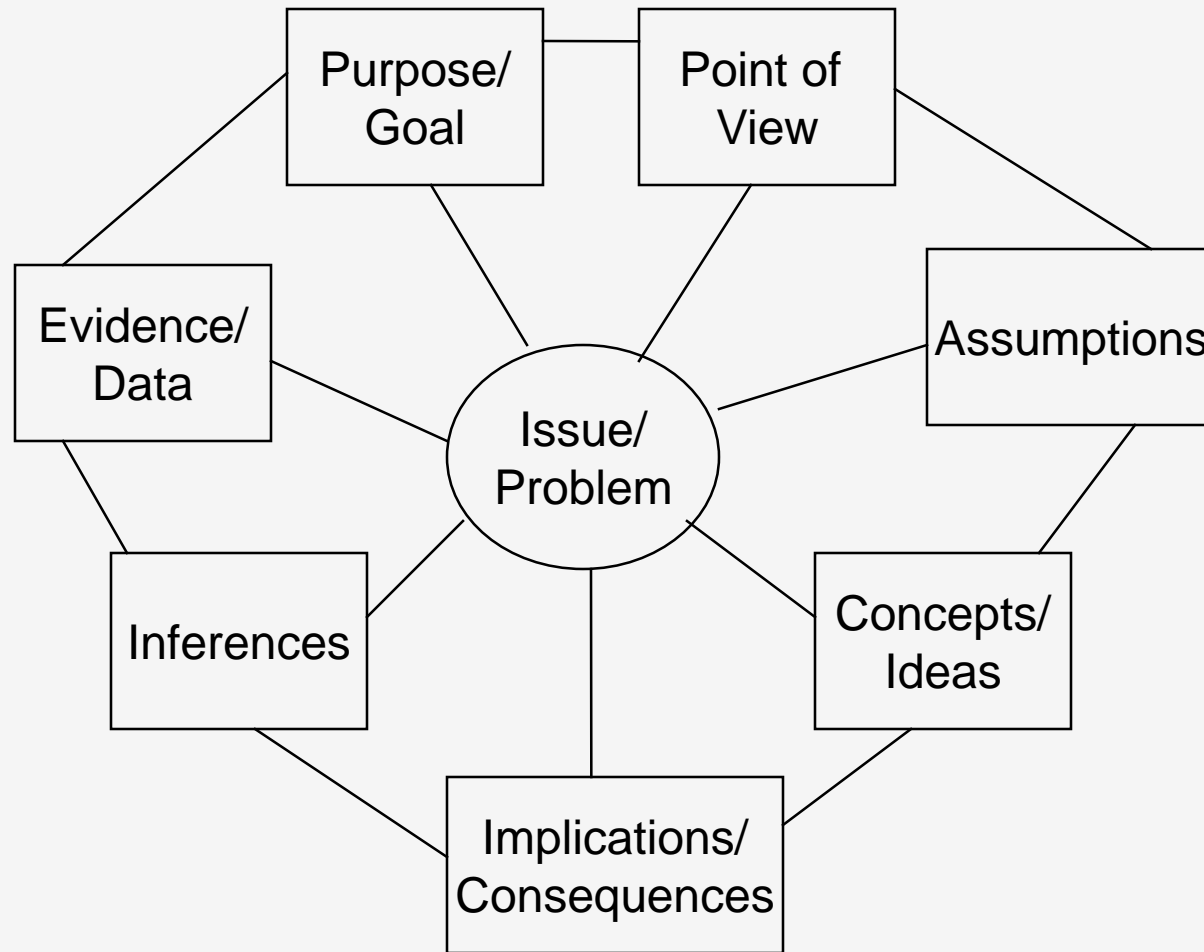 Purpose/
Goal
Point of
View
Evidence/
Data
Assumptions
Issue/
Problem
Inferences
Concepts/
Ideas
Implications/
Consequences